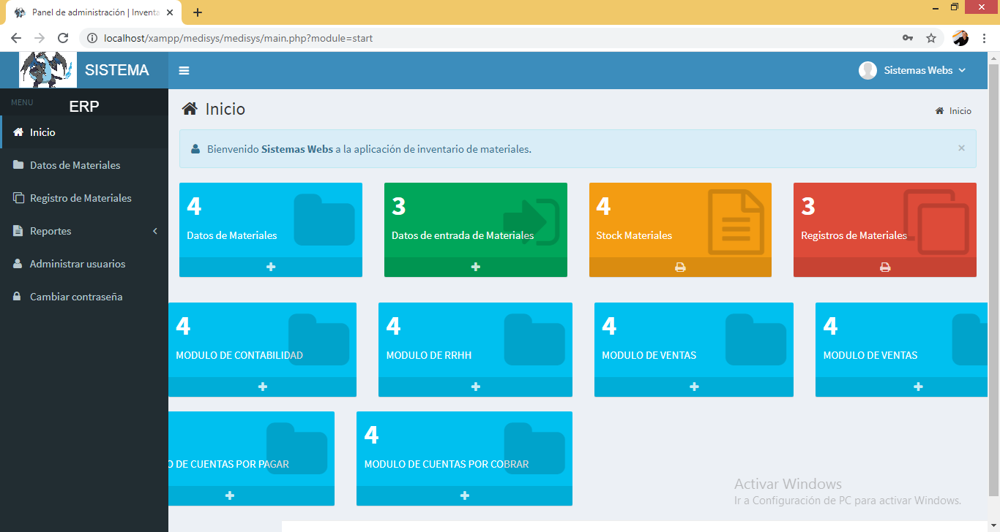 Panel de administración | Inventa
localhost/xampp/medisys/medisys/main.php?module=start
SISTEMA
Sistemas Webs
MENU
ERP
Inicio
Datos de Materiales
Registro de Materiales
Reportes
Administrar usuarios
Cambiar contraseña
Inicio
Inicio
Bienvenido Sistemas Webs a la aplicación de inventario de materiales.
×
4
Datos de Materiales
3
Datos de entrada de Materiales
4
Stock Materiales
3
Registros de Materiales
4
MODULO DE CONTABILIDAD
4
MODULO DE RRHH
4
MODULO DE VENTAS
4
MODULO DE VENTAS
O DE CUENTAS POR PAGAR
4
MODULO DE CUENTAS POR COBRAR
Activar Windows
Ir a Configuración de PC para activar Windows.